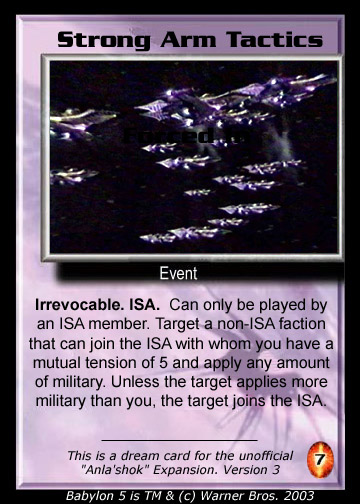 Strong Arm Tactics
Event
Irrevocable. ISA. Can only be played by
an ISA member. Target a non-ISA faction
that can join the ISA with whom you have a
mutual tension of 5 and apply any amount
of military. Unless the target applies more
military than you, the target joins the ISA.
This is a dream card for the unofficial
"Anla'shok" Expansion. Version 3
7
Babylon 5 is TM & (c) Warner Bros. 2003